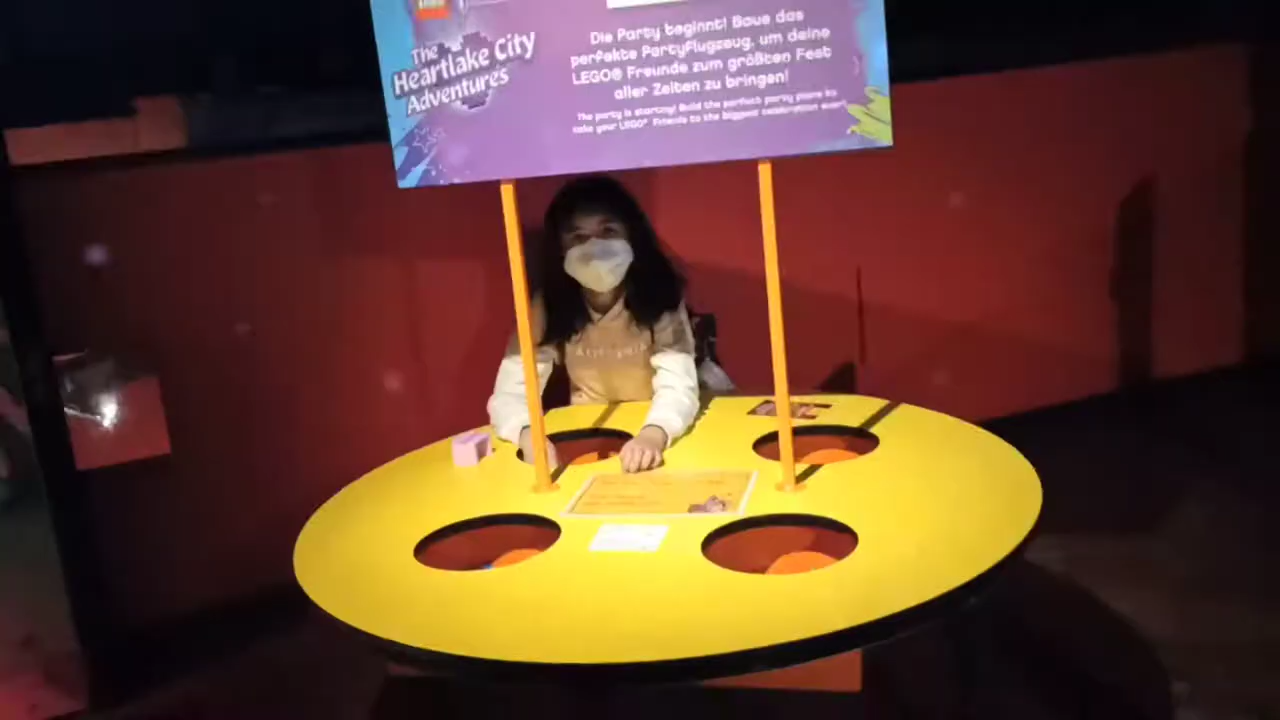 The
Heartlake City
Adventures
Die Party beginnt! Baue das
perfekte Partyflugzeug, um deine
LEGO® Freunde zum größten Fest
aller Zeiten zu bringen!
The party is starting! Build the perfect party plane to
take your LEGO® Friends to the biggest celebration ever!
CALIFORNIA